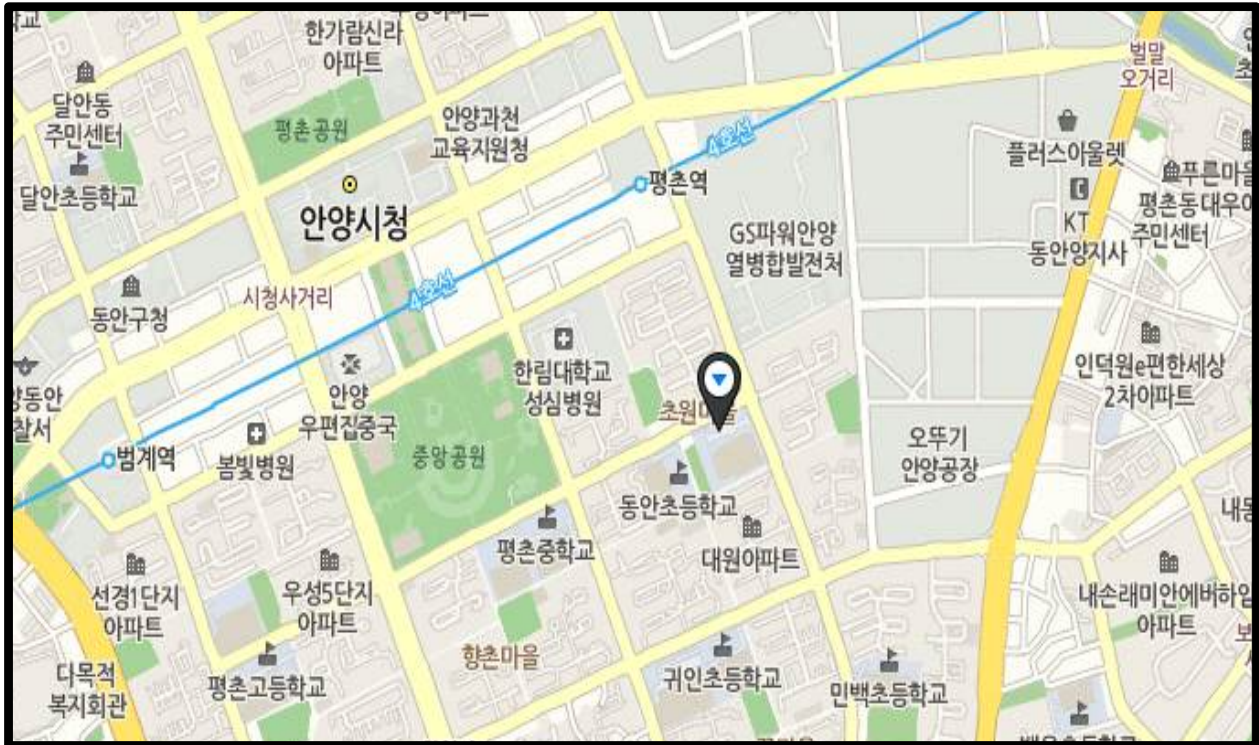 한가람신라
아파트
벌말
오거리
달안동
주민센터
평촌공원
안양과천
교육지원청
4호선
플러스아울렛
달안초등학교
평촌역
푸른마을
평촌동 대우아
주민센터
안양시청
KT
동안양지사
GS파워안양
열병합발전처
시청사거리
4호선
동안구청
한림대학교
성심병원
인덕원e편한세상
2차아파트
안양
우편집중국
초원마을
오뚜기
안양공장
범계역
봄빛병원
중앙공원
동안초등학교
평촌중학교
대원아파트
선경1단지
아파트
우성5단지
아파트
내손래미안에버하임
아파트
향촌마을
다목적
복지회관
평촌고등학교
귀인초등학교
민백초등학교